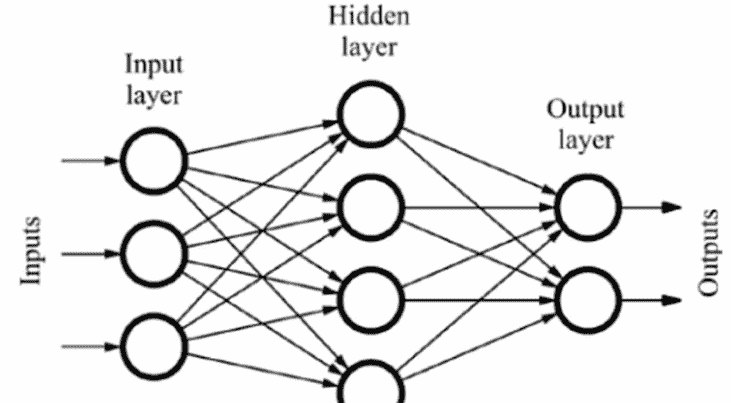 Hidden
layer
Input
layer
Output
layer
Inputs
Outputs